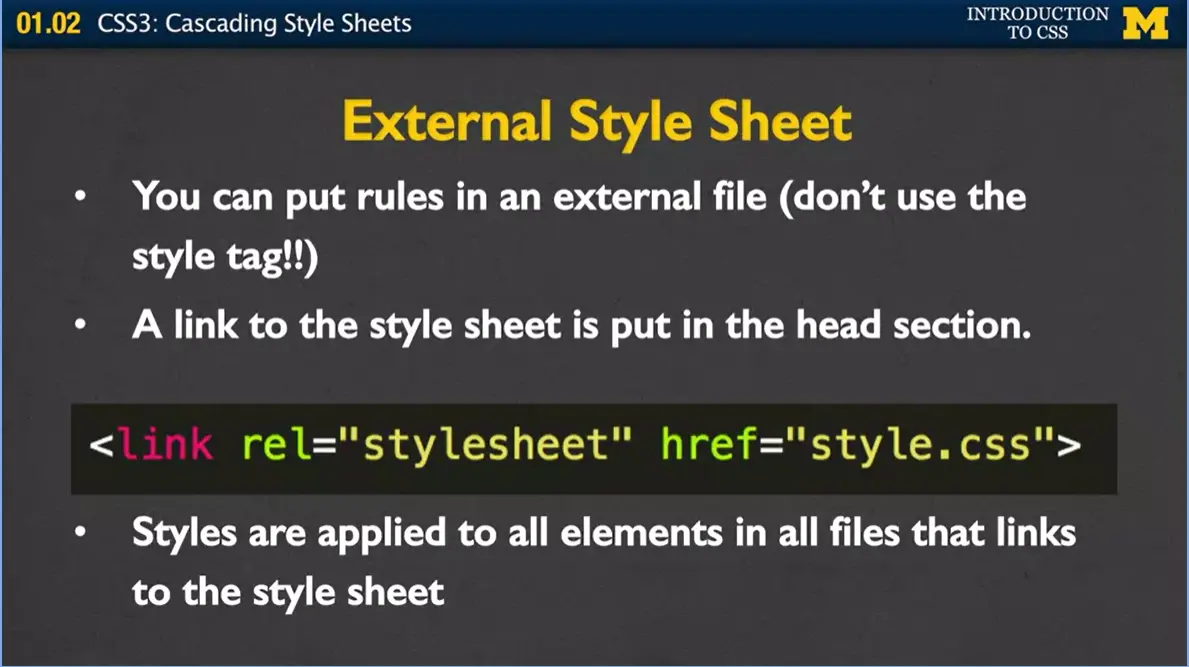 01.02 CSS3: Cascading Style Sheets
INTRODUCTION
TO CSS
M
External Style Sheet
• You can put rules in an external file (don’t use the
style tag!!)
• A link to the style sheet is put in the head section.
<link rel="stylesheet" href="style.css">
• Styles are applied to all elements in all files that links
to the style sheet